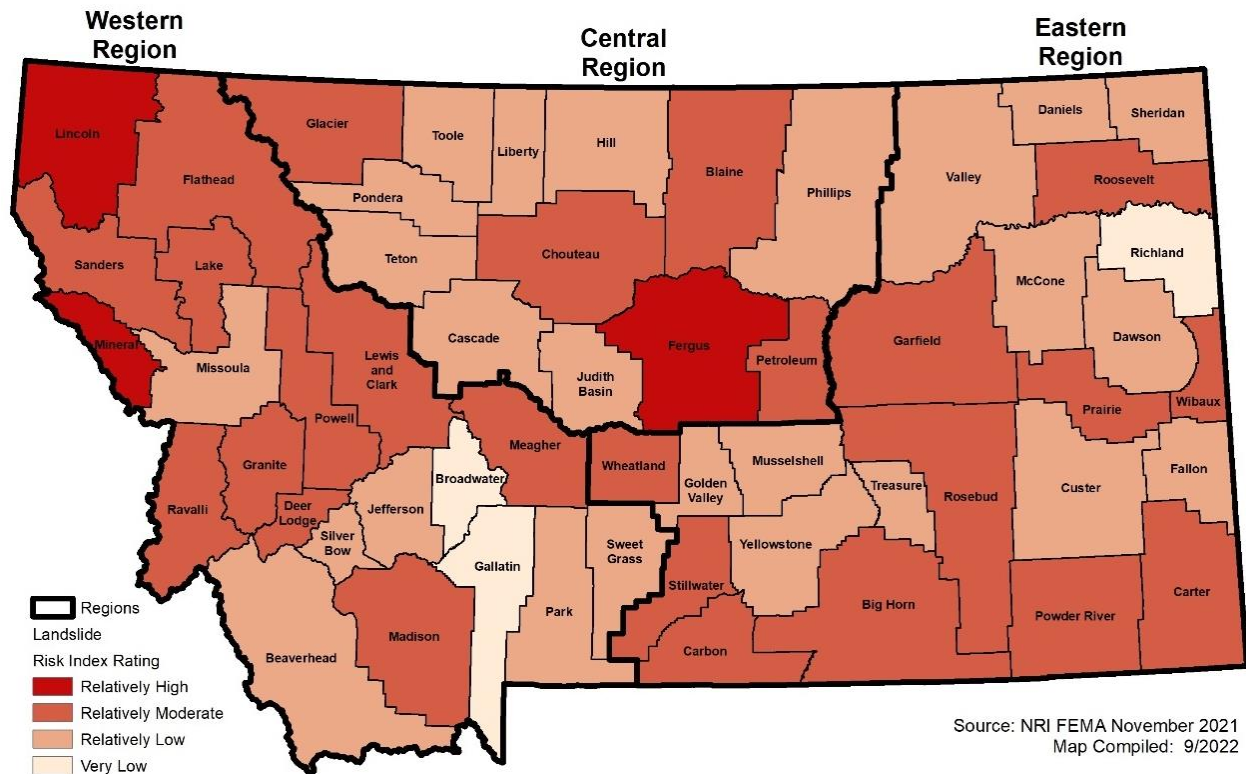 Western
Region
Central
Region
Eastern
Region
Lincoln
Flathead
Glacier
Toole
Liberty
Hill
Blaine
Phillips
Valley
Daniels
Sheridan
Roosevelt
Richland
Pondera
Teton
Chouteau
Sanders
Lake
McCone
Dawson
Garfield
Mineral
Missoula
Lewis
and
Clark
Cascade
Judith
Basin
Fergus
Petroleum
Prairie
Wibaux
Powell
Granite
Meagher
Wheatland
Golden
Valley
Musselshell
Treasure
Rosebud
Custer
Fallon
Ravalli
Deer
Lodge
Jefferson
Broadwater
Silver
Bow
Gallatin
Sweet
Grass
Yellowstone
Stillwater
Park
Big Horn
Powder River
Carter
Madison
Beaverhead
Carbon
Regions
Landslide
Risk Index Rating
Relatively High
Relatively Moderate
Relatively Low
Very Low
Source: NRI FEMA November 2021
Map Compiled: 9/2022